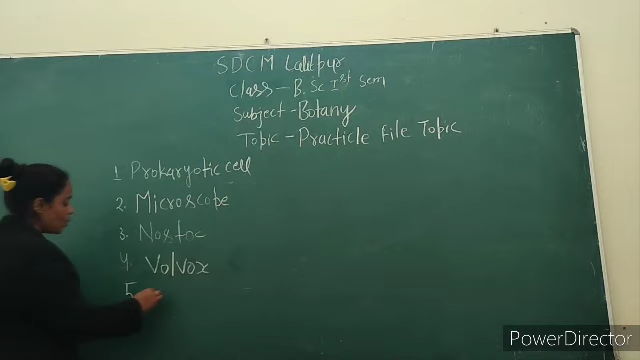 SDCM Lalitpur
Class - B.Sc Ist Sem
Subject - Botany
Topic - Practicle file Topic
1 Prokaryotic cell
2. Microscope
3. Nostoc
4. Volvox
5
PowerDirector